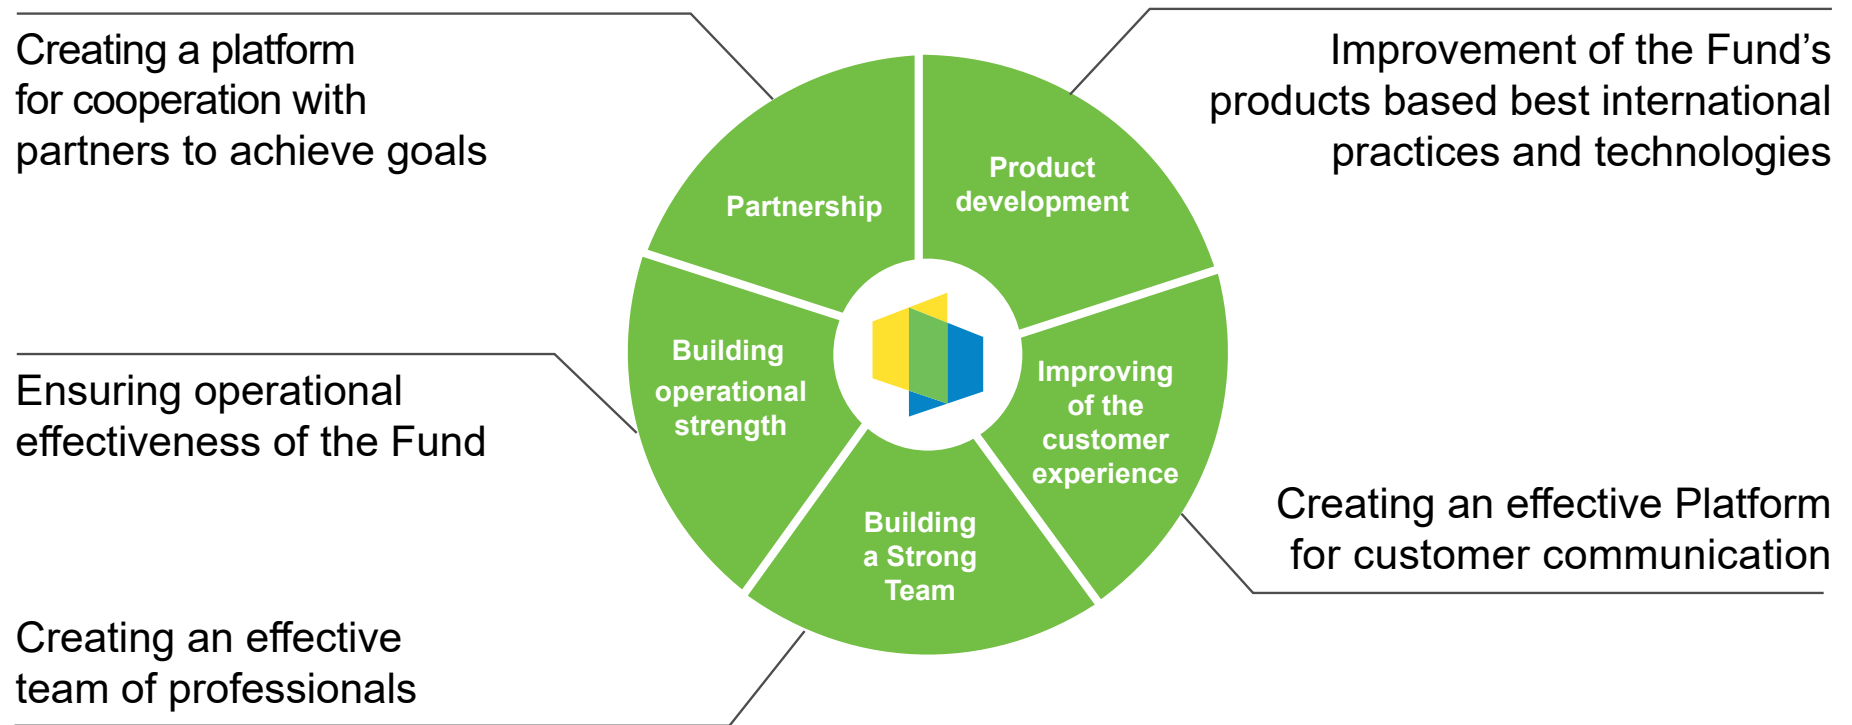 Creating a platform
for cooperation with
partners to achieve goals
Improvement of the Fund’s
products based best international
practices and technologies
Partnership
Product
development
Building
operational
strength
Improving
of the
customer
experience
Building
a Strong
Team
Ensuring operational
effectiveness of the Fund
Creating an effective Platform
for customer communication
Creating an effective
team of professionals